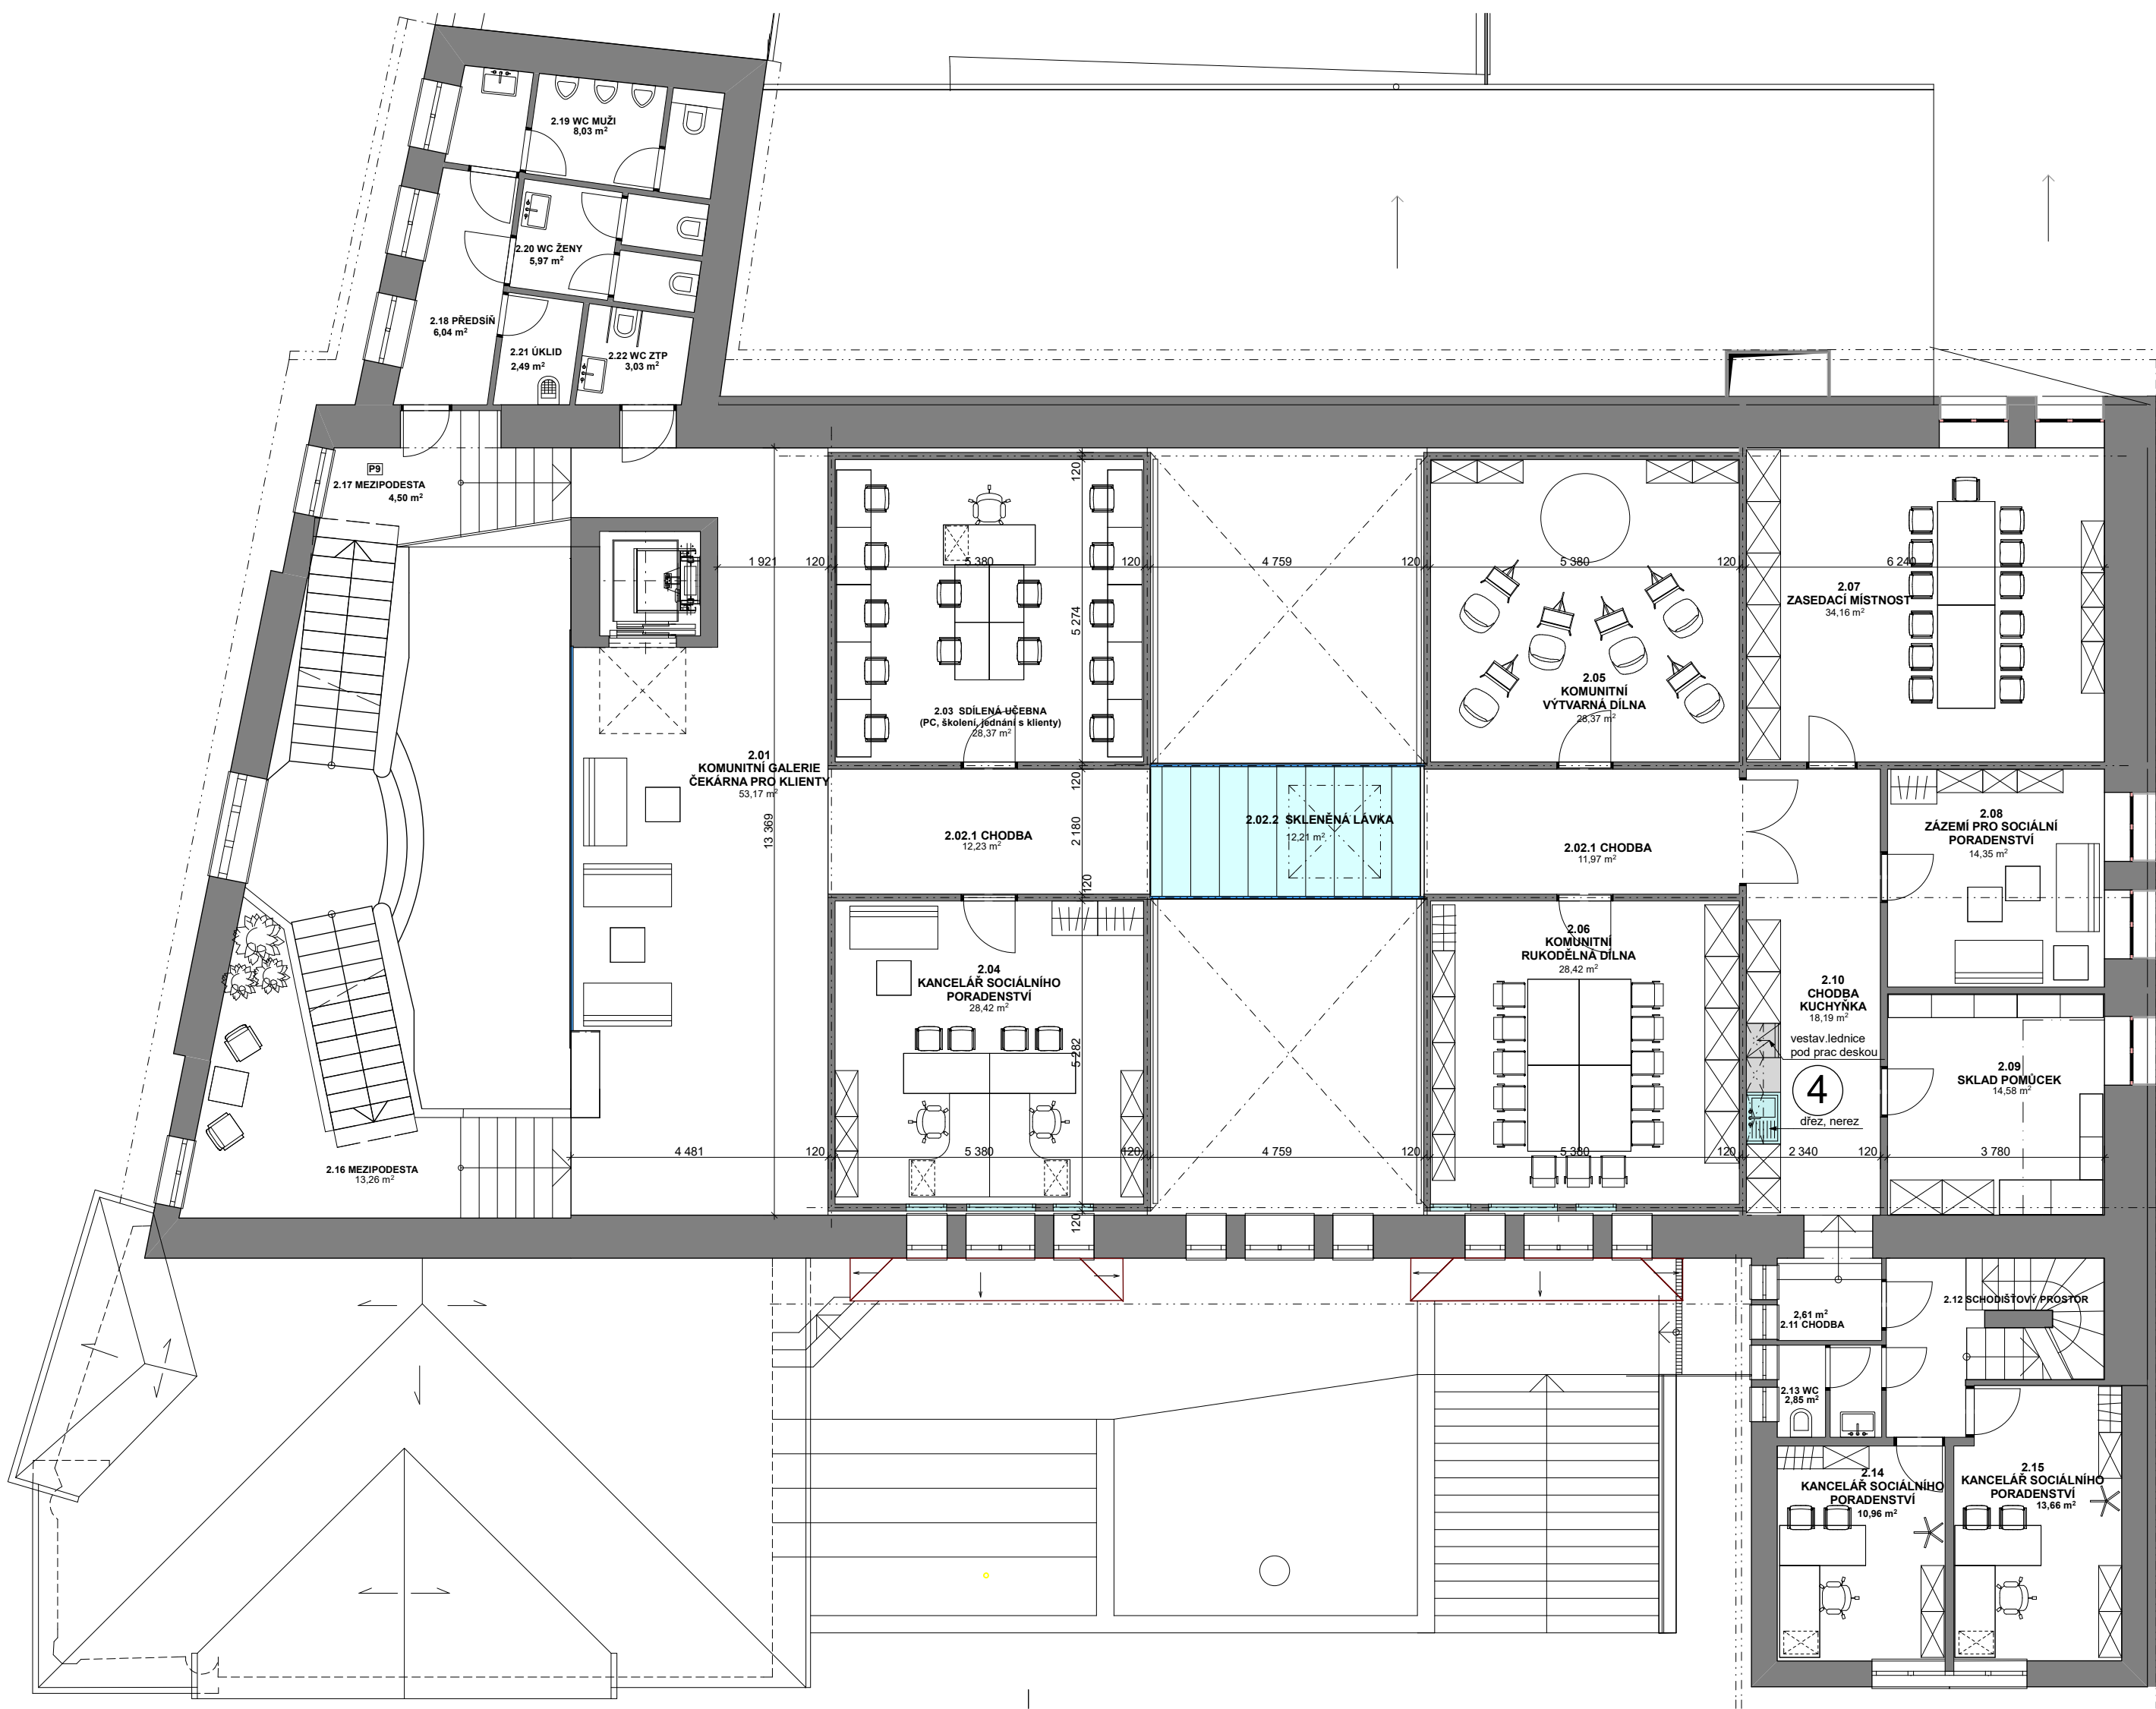 2.19 WC MUŽI
8,03 m²
2.20 WC ŽENY
5,97 m²
2.18 PŘEDSÍŇ
6,04 m²
2.21 ÚKLID
2,49 m²
2.22 WC ZTP
3,03 m²
P9
2.17 MEZIPODESTA
4,50 m²
120
1 921
120
5 380
120
4 759
120
5 380
120
6 240
5 274
2.07
ZASEDACÍ MÍSTNOST
34,16 m²
2.05
KOMUNITNÍ
VÝTVARNÁ DÍLNA
28,37 m²
2.03 SDÍLENÁ UČEBNA
(PC, školení, jednání s klienty)
28,37 m²
2.01
KOMUNITNÍ GALERIE
ČEKÁRNA PRO KLIENTY
53,17 m²
13 369
120
2 180
120
2.02.1 CHODBA
12,23 m²
2.02.2 SKLENĚNÁ LÁVKA
12,21 m²
2.02.1 CHODBA
11,97 m²
2.08
ZÁZEMÍ PRO SOCIÁLNÍ
PORADENSTVÍ
14,35 m²
2.04
KANCELÁŘ SOCIÁLNÍHO
PORADENSTVÍ
28,42 m²
2.06
KOMUNITNÍ
RUKODĚLNÁ DÍLNA
28,42 m²
2.10
CHODBA
KUCHYŇKA
18,19 m²
vestav.lednice
pod prac deskou
4
dřez, nerez
2.09
SKLAD POMŮCEK
14,58 m²
5 282
4 481
120
5 380
120
4 759
120
5 380
120
2 340
120
3 780
120
2.16 MEZIPODESTA
13,26 m²
2.12 SCHODIŠŤOVÝ PROSTOR
2,61 m²
2.11 CHODBA
2.13 WC
2,85 m²
2.14
KANCELÁŘ SOCIÁLNÍHO
PORADENSTVÍ
10,96 m²
2.15
KANCELÁŘ SOCIÁLNÍHO
PORADENSTVÍ
13,66 m²